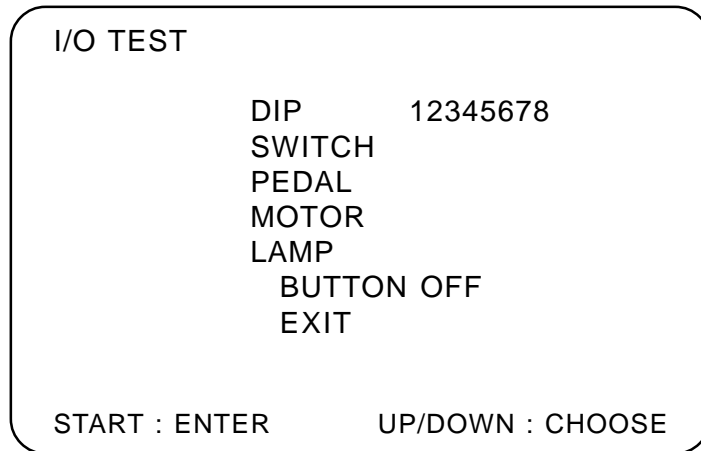 I/O TEST
DIP 12345678
SWITCH
PEDAL
MOTOR
LAMP
BUTTON OFF
EXIT
START : ENTER UP/DOWN : CHOOSE